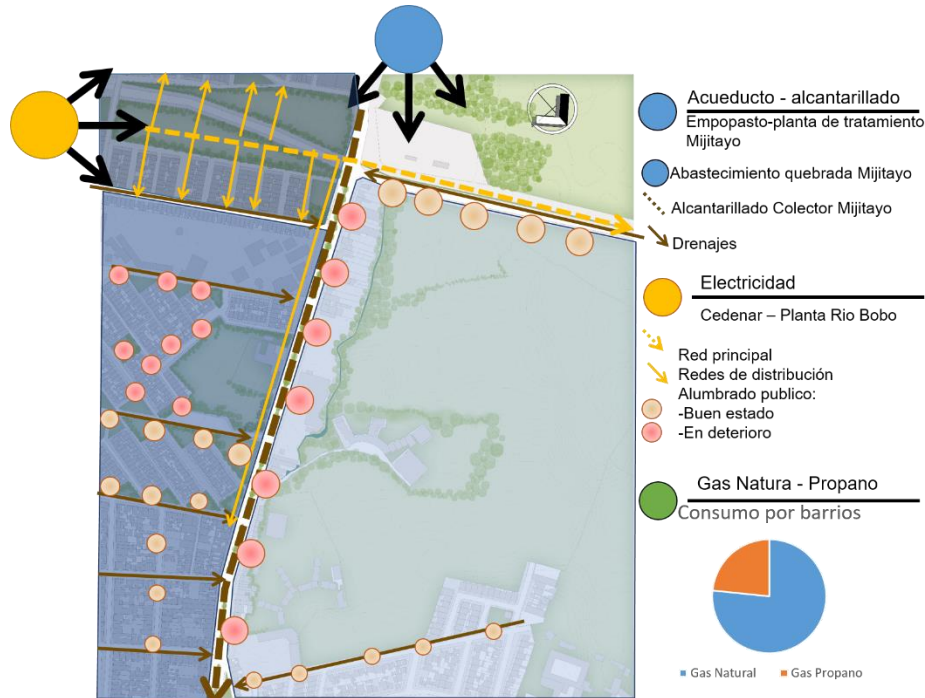 Acueducto - alcantarillado
Empopasto-planta de tratamiento
Mijitayo
Abastecimiento quebrada Mijitayo
Alcantarillado Colector Mijitayo
Drenajes
Electricidad
Cedenar – Planta Rio Bobo
Red principal
Redes de distribución
Alumbrado publico:
-Buen estado
-En deterioro
Gas Natura - Propano
Consumo por barrios
Gas Natural
Gas Propano